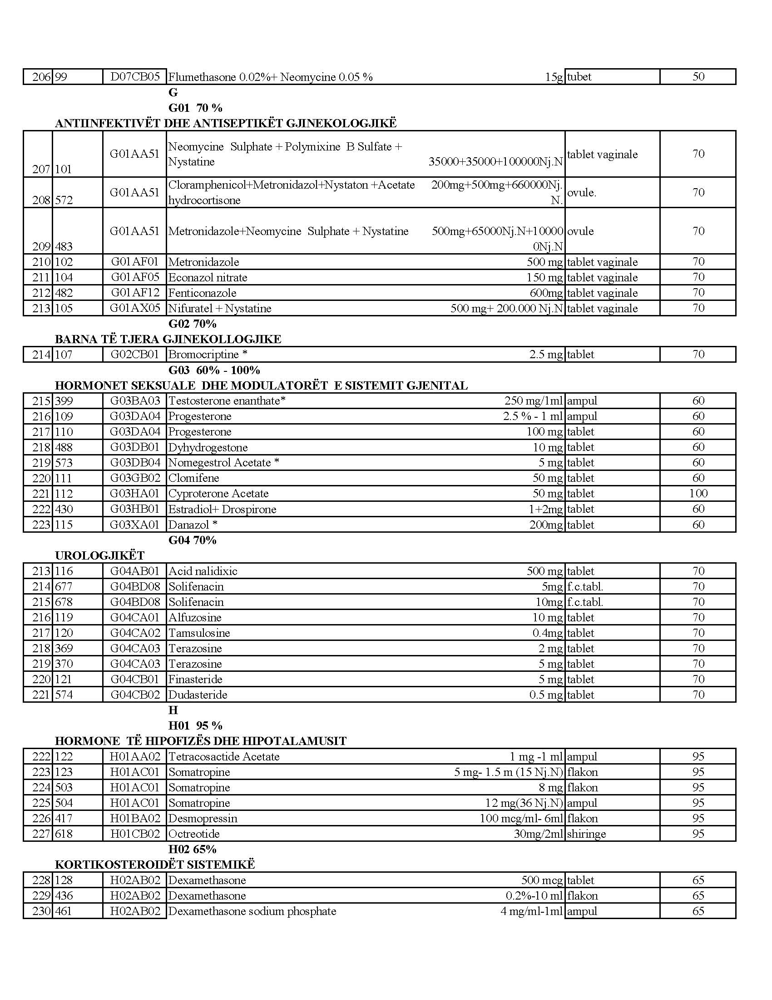 206 99 D07CB05 Flumethasone 0.02%+ Neomycine 0.05 % 15g tubet 50
G
G01 70 %
ANTIINFEKTIVËT DHE ANTISEPTIKËT GJINEKOLOGJIKË
207 101 G01AA51 Neomycine Sulphate + Polymixine B Sulfate +
Nystatine 35000+35000+100000Nj.N tablet vaginale 70
208 572 G01AA51 Cloramphenicol+Metronidazol+Nystaton +Acetate 200mg+500mg+660000Nj.
hydrocortisone N. ovule. 70
209 483 G01AA51 Metronidazole+Neomycine Sulphate + Nystatine 500mg+65000Nj.N+10000
0Nj.N ovule 70
210 102 G01AF01 Metronidazole 500 mg tablet vaginale 70
211 104 G01AF05 Econazol nitrate 150 mg tablet vaginale 70
212 482 G01AF12 Fenticonazole 600mg tablet vaginale 70
213 105 G01AX05 Nifuratel + Nystatine 500 mg+ 200.000 Nj.N tablet vaginale 70
G02 70%
BARNA TË TJERA GJINEKOLLOGJIKE
214 107 G02CB01 Bromocriptine * 2.5 mg tablet 70
G03 60% - 100%
HORMONET SEKSUALE DHE MODULATORËT E SISTEMIT GJENITAL
215 399 G03BA03 Testosterone enanthate* 250 mg/1ml ampul 60
216 109 G03DA04 Progesterone 2.5 % - 1 ml ampul 60
217 110 G03DA04 Progesterone 100 mg tablet 60
218 488 G03DB01 Dyhydrogestone 10 mg tablet 60
219 573 G03DB04 Nomegestrol Acetate * 5 mg tablet 60
220 111 G03GB02 Clomifene 50 mg tablet 60
221 112 G03HA01 Cyproterone Acetate 50 mg tablet 100
222 430 G03HB01 Estradiol+ Drospirone 1+2mg tablet 60
223 115 G03XA01 Danazol * 200mg tablet 60
G04 70%
UROLOGJIKËT
213 116 G04AB01 Acid nalidixic 500 mg tablet 70
214 677 G04BD08 Solifenacin 5mg f.c.tabl. 70
215 678 G04BD08 Solifenacin 10mg f.c.tabl. 70
216 119 G04CA01 Alfuzosine 10 mg tablet 70
217 120 G04CA02 Tamsulosine 0.4mg tablet 70
218 369 G04CA03 Terazosine 2 mg tablet 70
219 370 G04CA03 Terazosine 5 mg tablet 70
220 121 G04CB01 Finasteride 5 mg tablet 70
221 574 G04CB02 Dudasteride 0.5 mg tablet 70
H
H01 95 %
HORMONE TË HIPOFIZËS DHE HIPOTALAMUSIT
222 122 H01AA02 Tetracosactide Acetate 1 mg -1 ml ampul 95
223 123 H01AC01 Somatropine 5 mg- 1.5 m (15 Nj.N) flakon 95
224 503 H01AC01 Somatropine 8 mg flakon 95
225 504 H01AC01 Somatropine 12 mg(36 Nj.N) ampul 95
226 417 H01BA02 Desmopressin 100 mcg/ml- 6ml flakon 95
227 618 H01CB02 Octreotide 30mg/2ml shiringe 95
H02 65%
KORTIKOSTEROIDËT SISTEMIKË
228 128 H02AB02 Dexamethasone 500 mcg tablet 65
229 436 H02AB02 Dexamethasone 0.2%-10 ml flakon 65
230 461 H02AB02 Dexamethasone sodium phosphate 4 mg/ml-1ml ampul 65